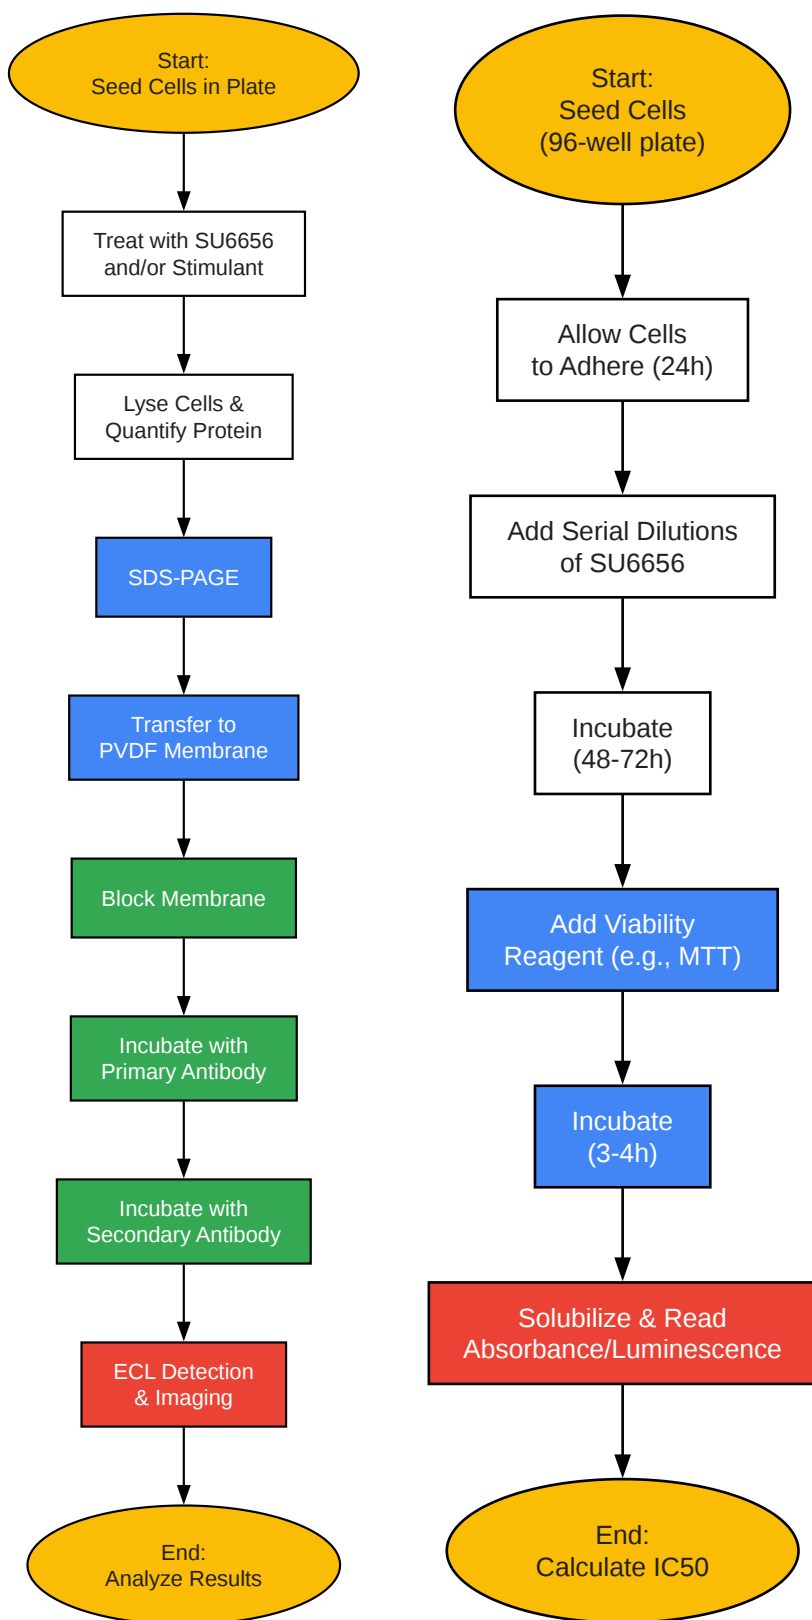 Start:
Seed Cells in Plate
Treat with SU6656
and/or Stimulant
Lyse Cells &
Quantify Protein
SDS-PAGE
Transfer to
PVDF Membrane
Block Membrane
Incubate with
Primary Antibody
Incubate with
Secondary Antibody
ECL Detection
& Imaging
End:
Analyze Results
Start:
Seed Cells
(96-well plate)
Allow Cells
to Adhere (24h)
Add Serial Dilutions
of SU6656
Incubate
(48-72h)
Add Viability
Reagent (e.g., MTT)
Incubate
(3-4h)
Solubilize & Read
Absorbance/Luminescence
End:
Calculate IC50